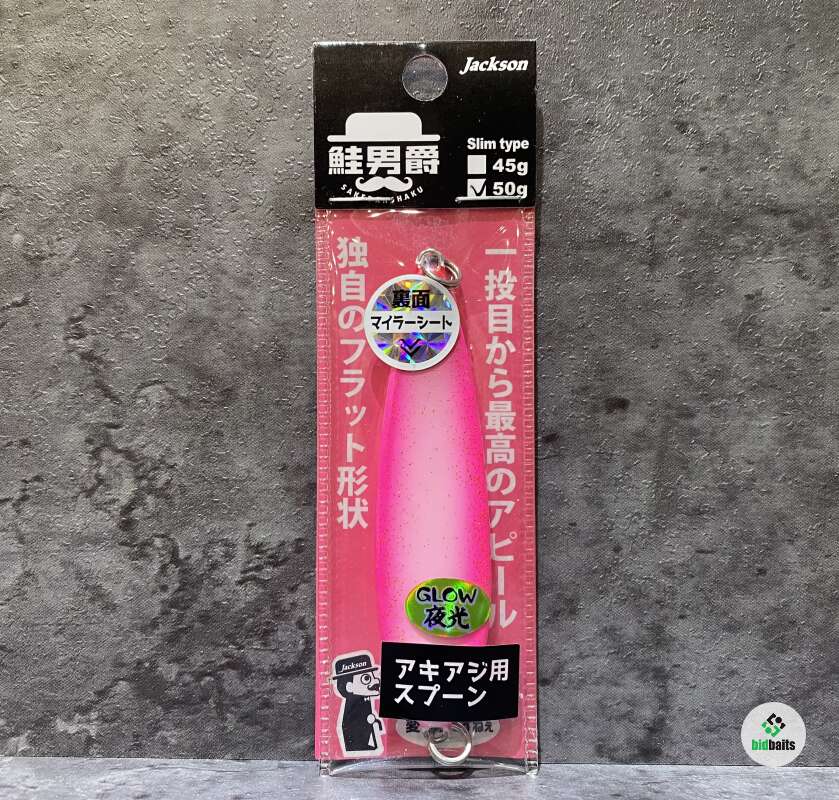 Jackson
鮭男爵
Slim type
45g
50g
一投目から最高のアピール
独自のフラット形状
裏面
マイラーシート
GLOW
夜光
Jackson
アキアジ用
スプーン
bidbaits